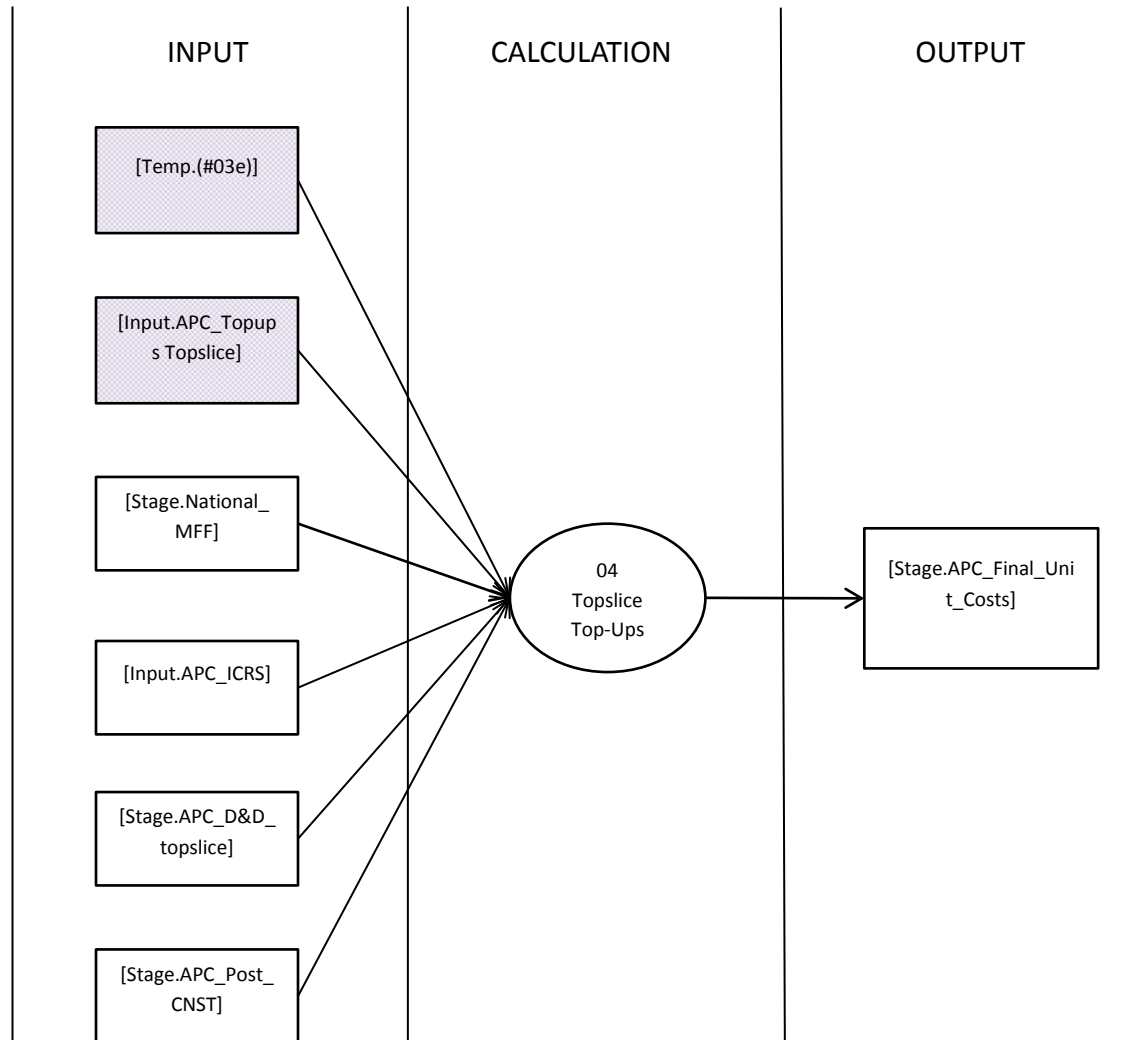 INPUT
CALCULATION
OUTPUT
[Temp.(#03e)]
[Input.APC_Topup
s Topslice]
[Stage.National_
MFF]
[Input.APC_ICRS]
[Stage.APC_D&D_
topslice]
[Stage.APC_Post_
CNST]
04
Topslice
Top-Ups
[Stage.APC_Final_Uni
t_Costs]